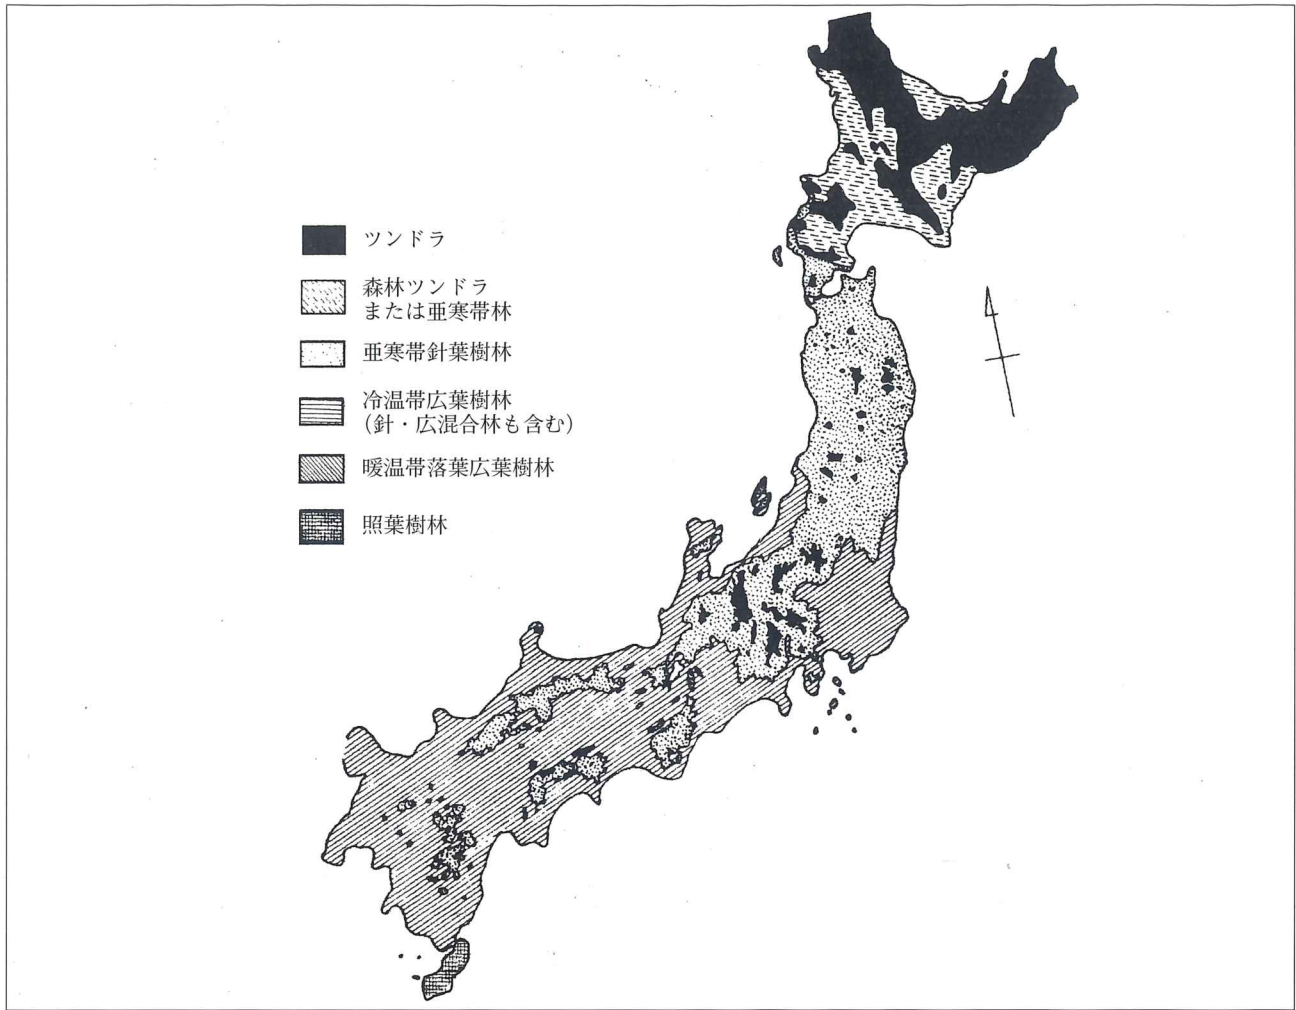 ツンドラ
森林ツンドラ
または亜寒帯林
亜寒帯針葉樹林
冷温帯広葉樹林
(針・広混合林も含む)
暖温帯落葉広葉樹林
照葉樹林